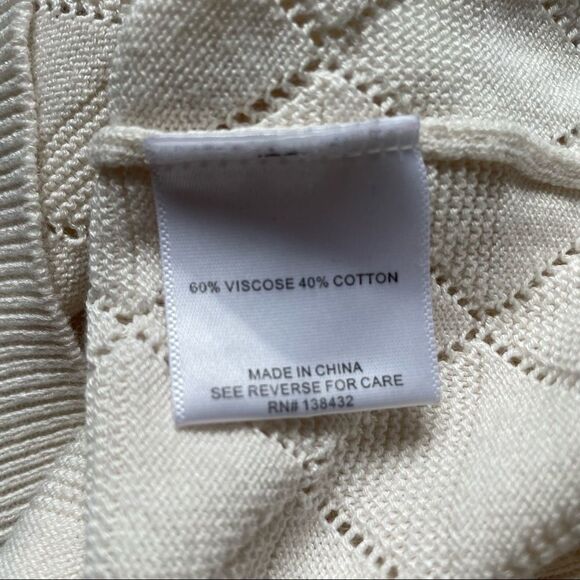 60% VISCOSE 40% COTTON
MADE IN CHINA
SEE REVERSE FOR CARE
RN# 138432